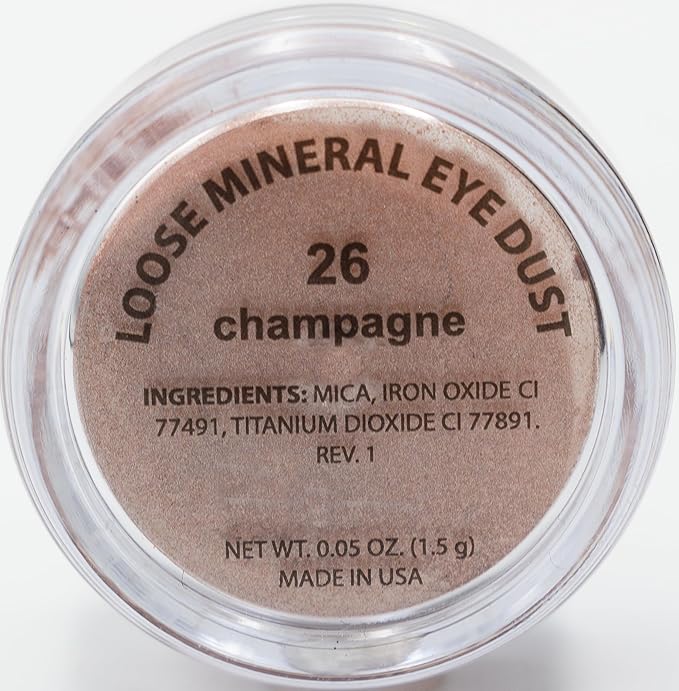 LOOSE MINERAL EYE DUST
26
champagne
INGREDIENTS: MICA, IRON OXIDE CI
77491, TITANIUM DIOXIDE CI 77891.
REV. 1
NET WT. 0.05 OZ. (1.5 g)
MADE IN USA